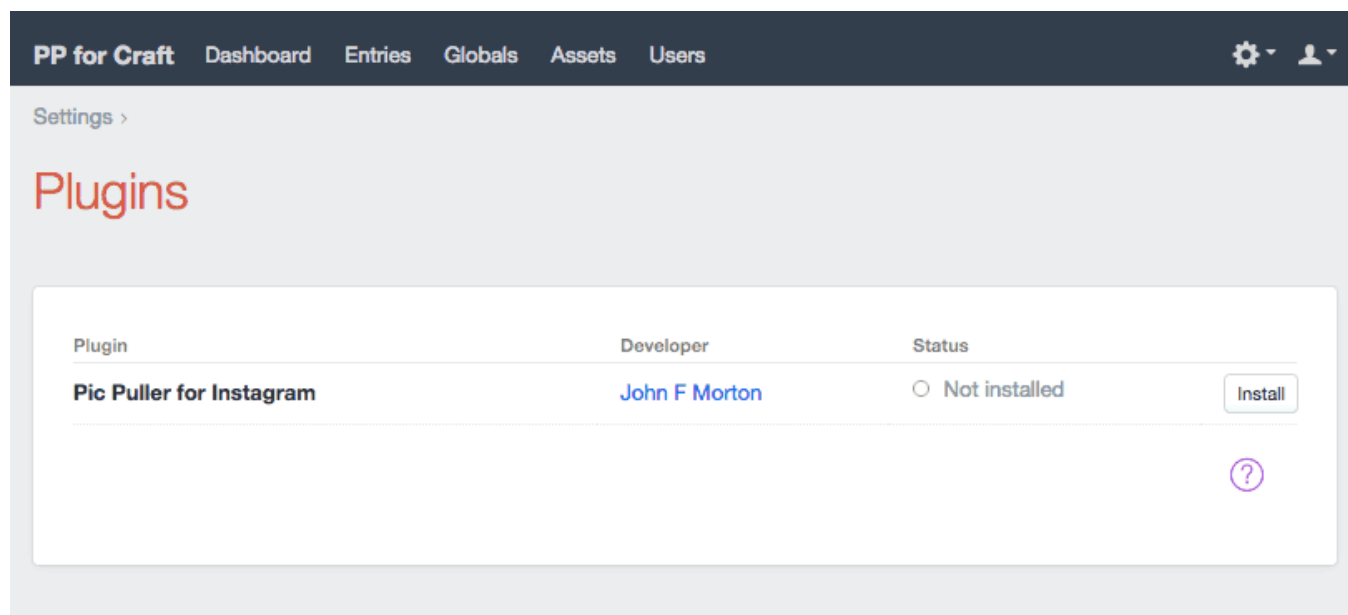 PP for Craft Dashboard Entries Globals Assets Users
Settings ›
Plugins
Plugin Developer Status
Pic Puller for Instagram John F Morton Not installed Install
?